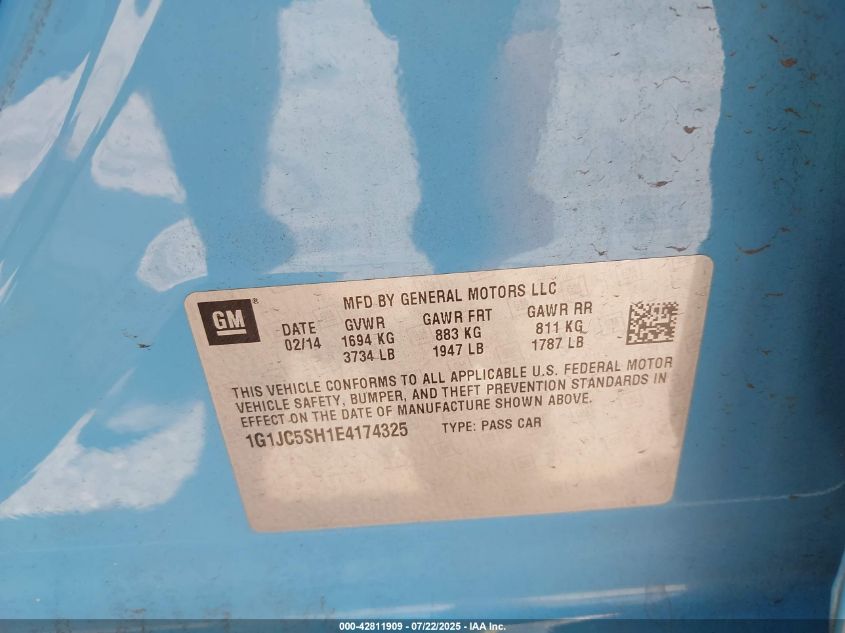 GM®
MFD BY GENERAL MOTORS LLC
DATE GVWR GAWR FRT GAWR RR
02/14 1694 KG 883 KG 811 KG
3734 LB 1947 LB 1787 LB
THIS VEHICLE CONFORMS TO ALL APPLICABLE U.S. FEDERAL MOTOR
VEHICLE SAFETY, BUMPER, AND THEFT PREVENTION STANDARDS IN
EFFECT ON THE DATE OF MANUFACTURE SHOWN ABOVE.
1G1JC5SH1E4174325 TYPE: PASS CAR
000-42811909 - 07/22/2025 - IAA Inc.